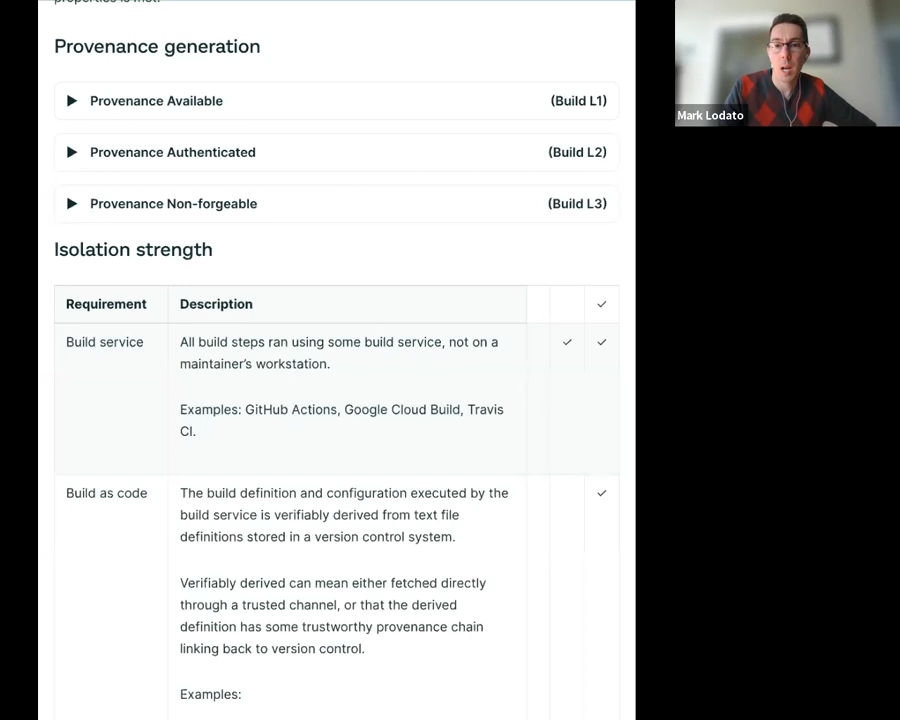 properties is met.
Provenance generation
▶ Provenance Available (Build L1)
▶ Provenance Authenticated (Build L2)
▶ Provenance Non-forgeable (Build L3)
Isolation strength
Requirement Description ✓
Build service All build steps ran using some build service, not on a ✓ ✓
maintainer’s workstation.
Examples: GitHub Actions, Google Cloud Build, Travis
CI.
Build as code The build definition and configuration executed by the ✓
build service is verifiably derived from text file
definitions stored in a version control system.
Verifiably derived can mean either fetched directly
through a trusted channel, or that the derived
definition has some trustworthy provenance chain
linking back to version control.
Examples:
Mark Lodato